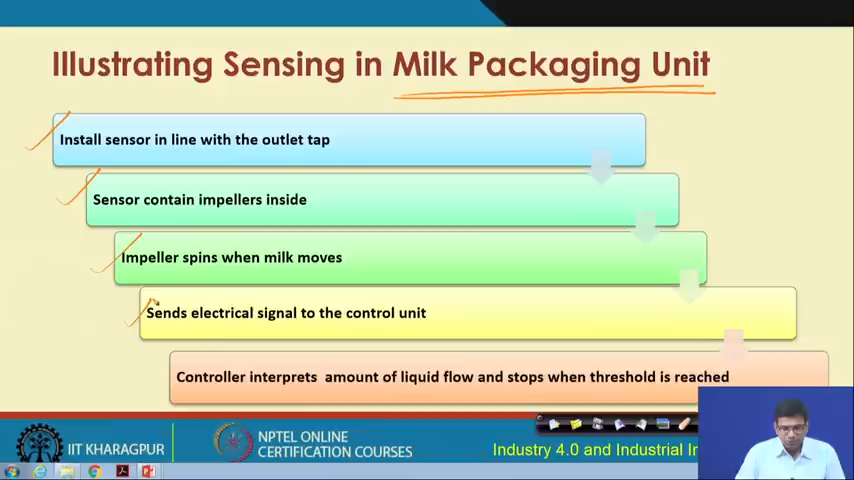 Illustrating Sensing in Milk Packaging Unit
Install sensor in line with the outlet tap
Sensor contain impellers inside
Impeller spins when milk moves
Sends electrical signal to the control unit
Controller interprets amount of liquid flow and stops when threshold is reached
IIT KHARAGPUR
NPTEL ONLINE
CERTIFICATION COURSES
Industry 4.0 and Industrial In